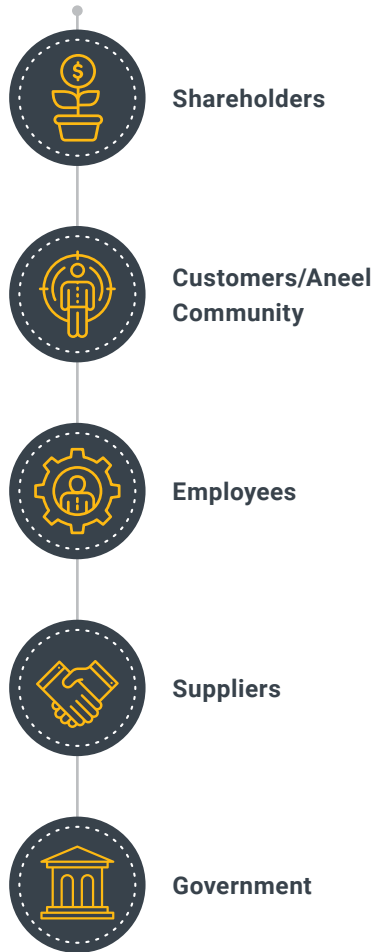 $
Shareholders
Customers/Aneel
Community
Employees
Suppliers
Government